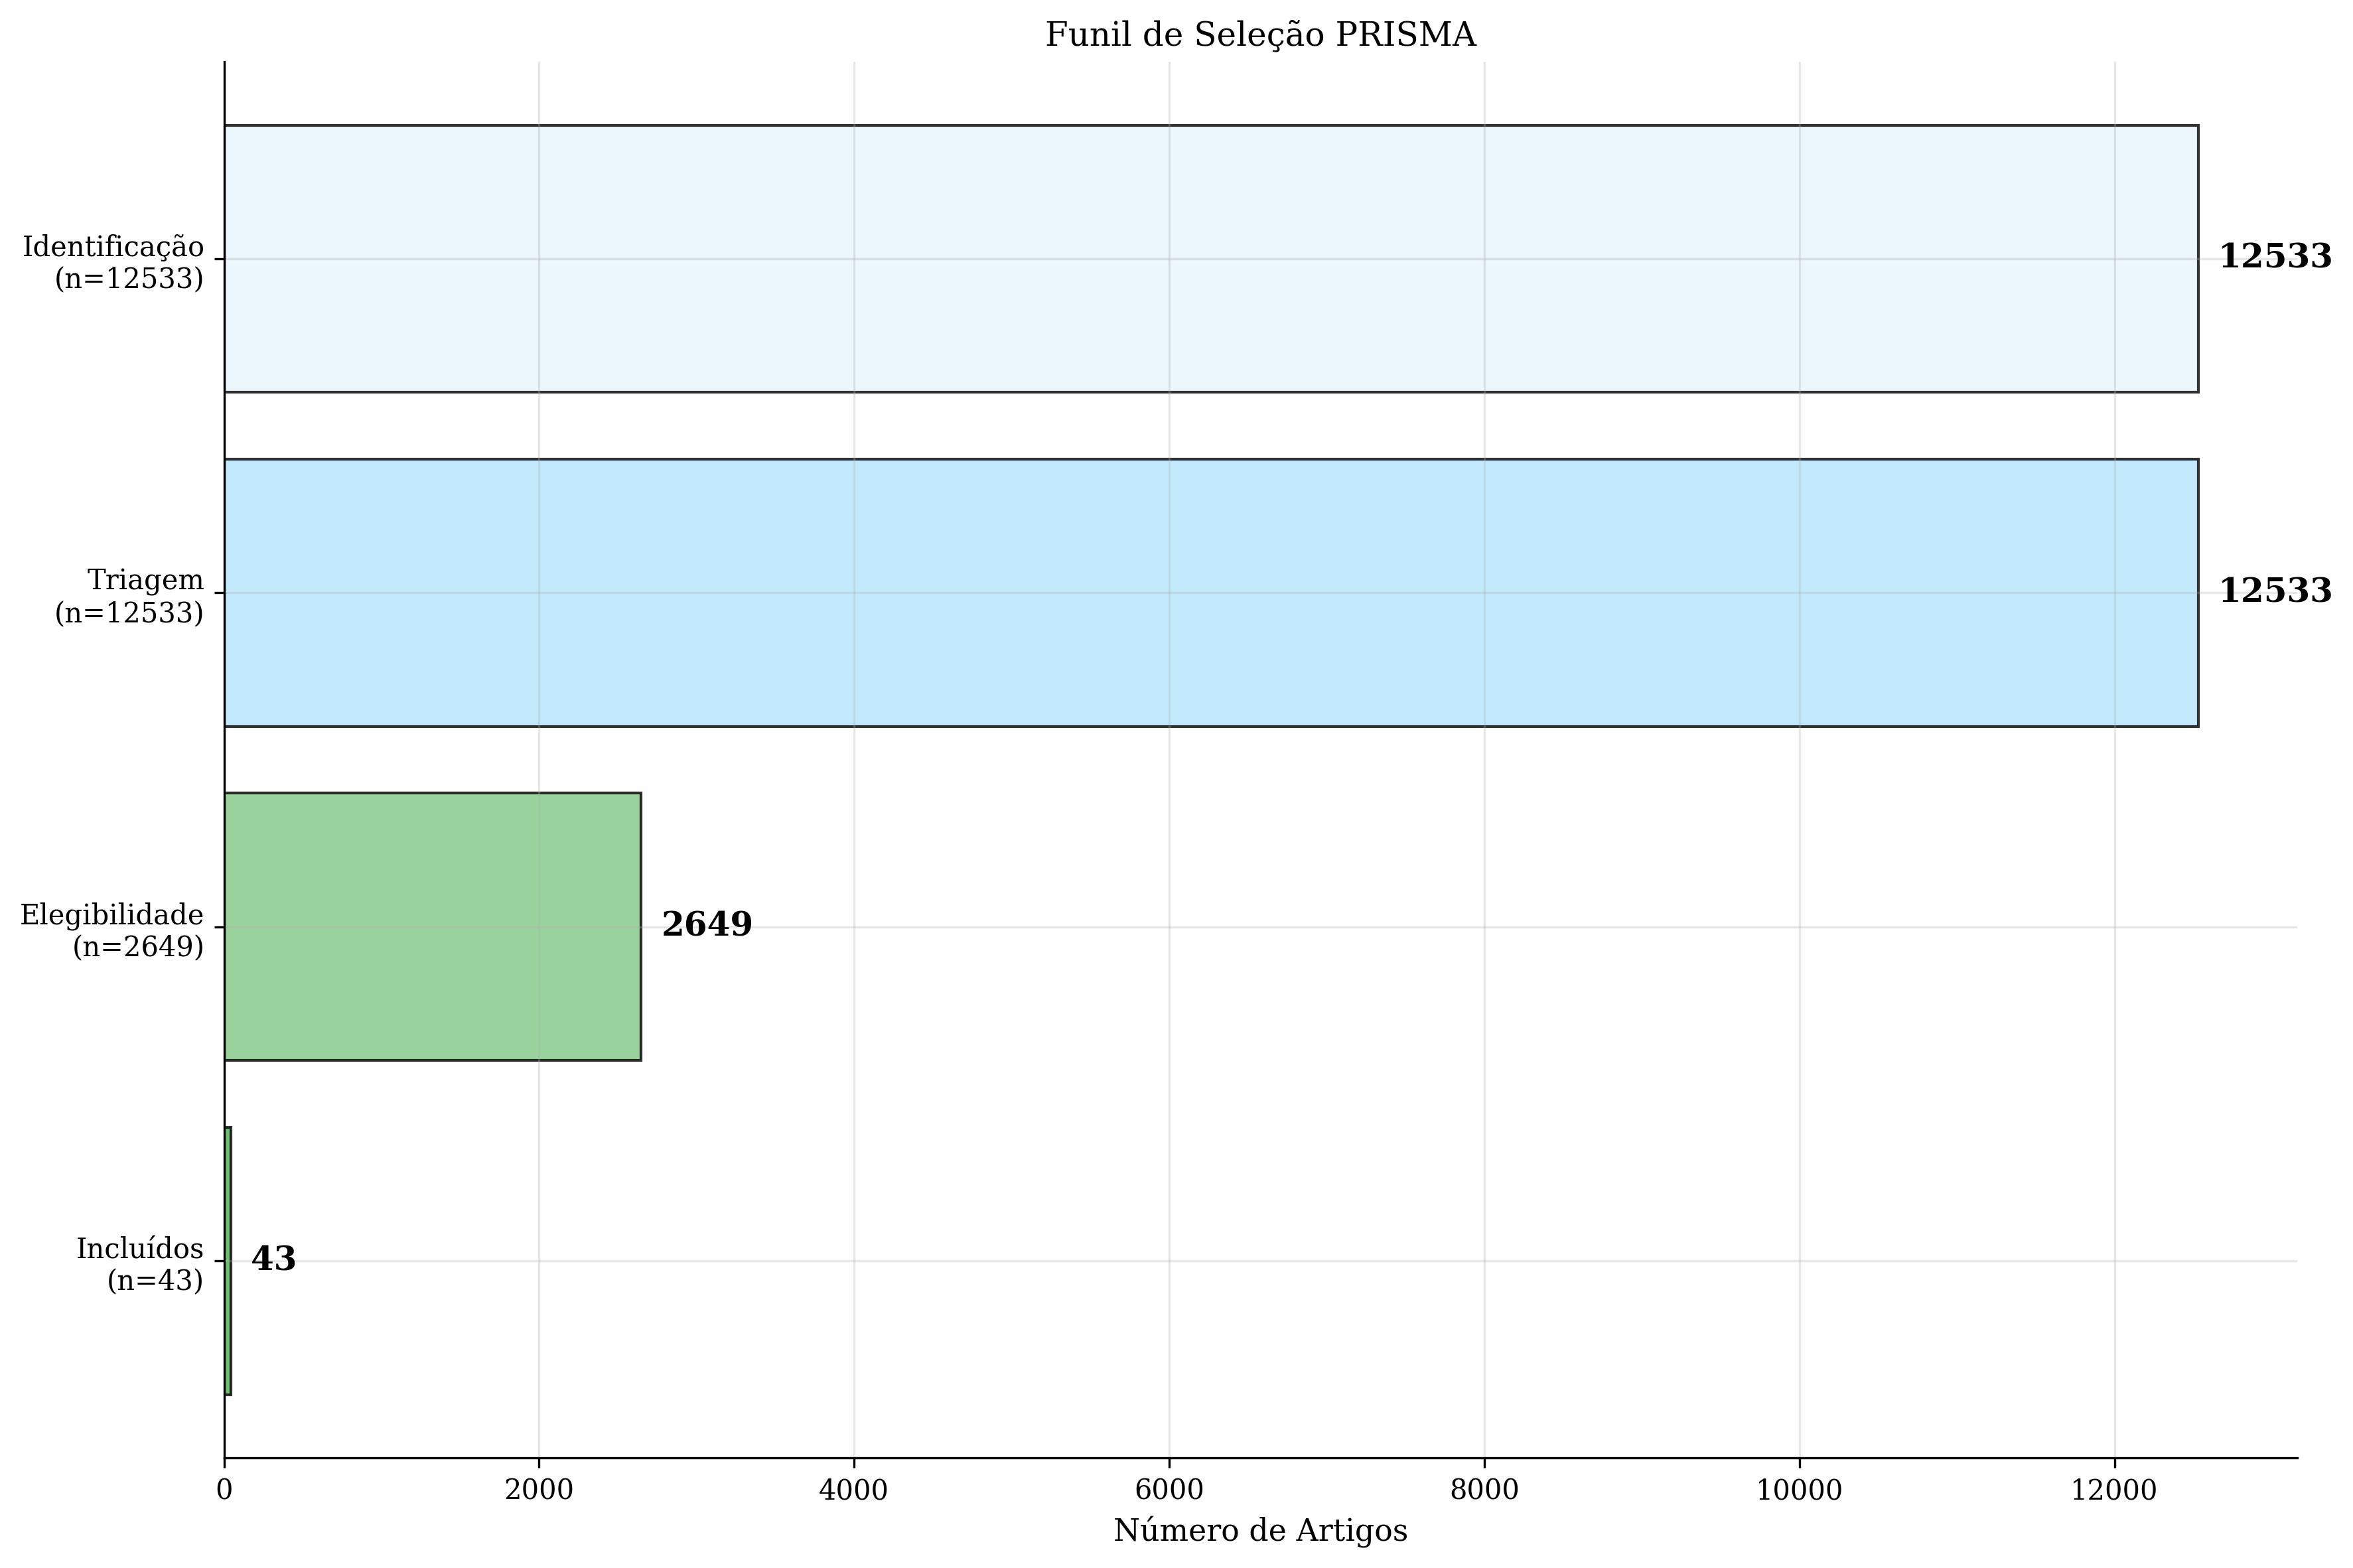 Funil de Seleção PRISMA
Identificação
(n=12533)
12533
Triagem
(n=12533)
12533
Elegibilidade
(n=2649)
2649
Incluídos
(n=43)
43
0 2000 4000 6000 8000 10000 12000
Número de Artigos